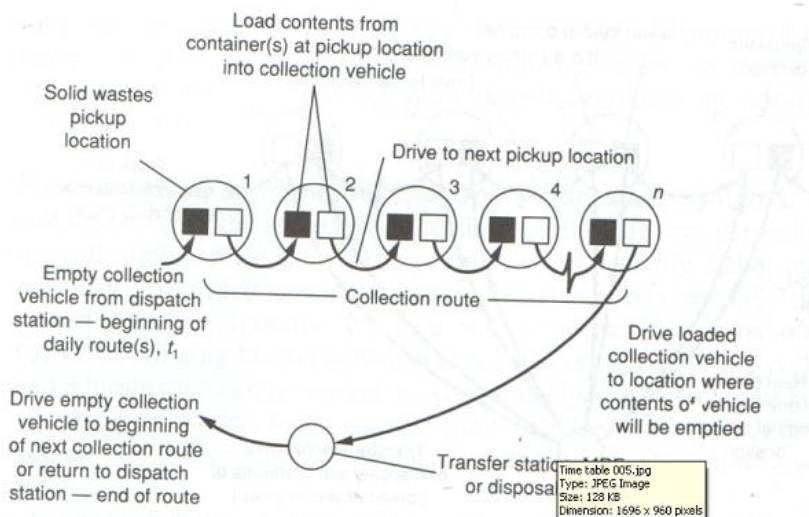 Load contents from
container(s) at pickup location
into collection vehicle
Solid wastes
pickup
location
Drive to next pickup location
1
2
3
4
n
Empty collection
vehicle from dispatch
station — beginning of
daily route(s), t₁
Collection route
Drive loaded
collection vehicle
to location where
contents of vehicle
will be emptied
Drive empty collection
vehicle to beginning
of next collection route
or return to dispatch
station — end of route
Transfer
or
Time table 005.jpg
Type: JPEG Image
Size: 128 KB
Dimension: 1696 x 960 pixels